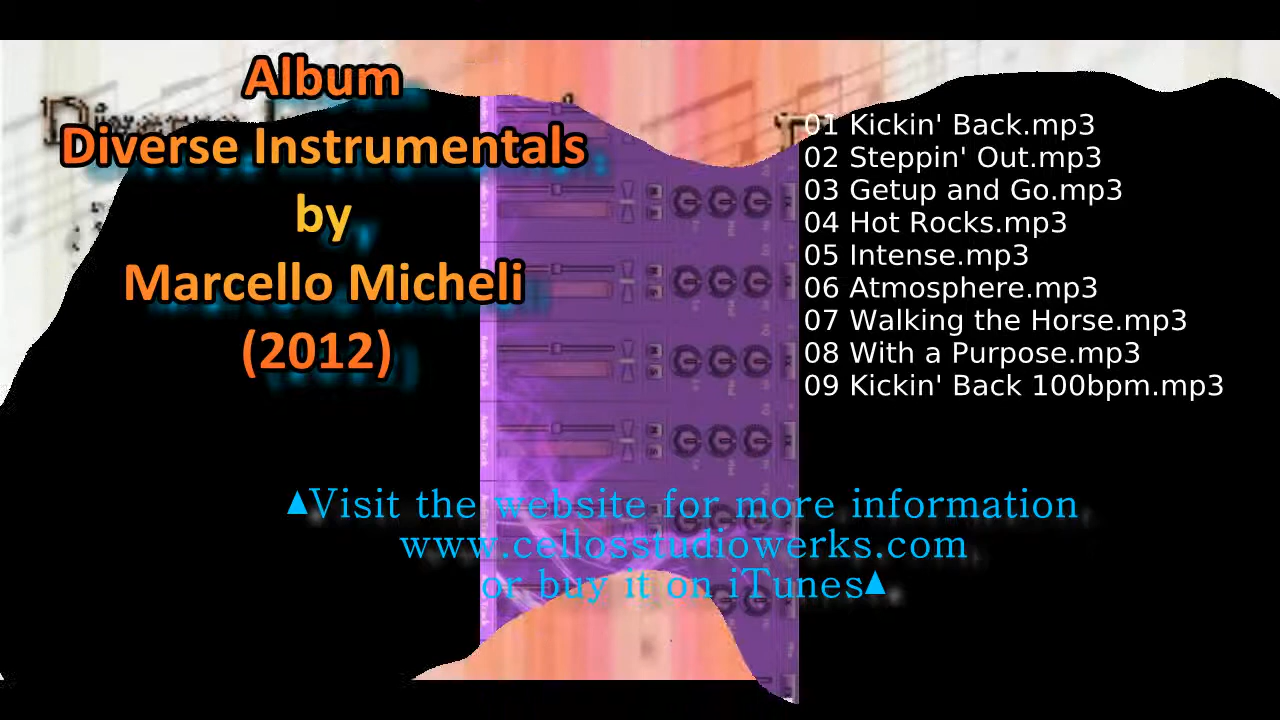 Album
Diverse Instrumentals
by
Marcello Micheli
(2012)
01 Kickin' Back.mp3
02 Steppin' Out.mp3
03 Getup and Go.mp3
04 Hot Rocks.mp3
05 Intense.mp3
06 Atmosphere.mp3
07 Walking the Horse.mp3
08 With a Purpose.mp3
09 Kickin' Back 100bpm.mp3
▲Visit the website for more information
www.cellosstudiowerks.com
or buy it on iTunes▲